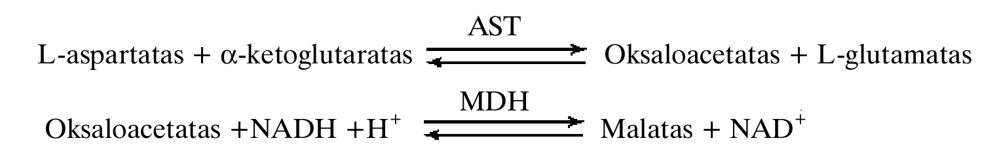 AST
L-aspartatas + α-ketoglutaratas ⇌ Oksaloacetatas + L-glutamatas
MDH
Oksaloacetatas +NADH +H⁺ ⇌ Malatas + NAD⁺